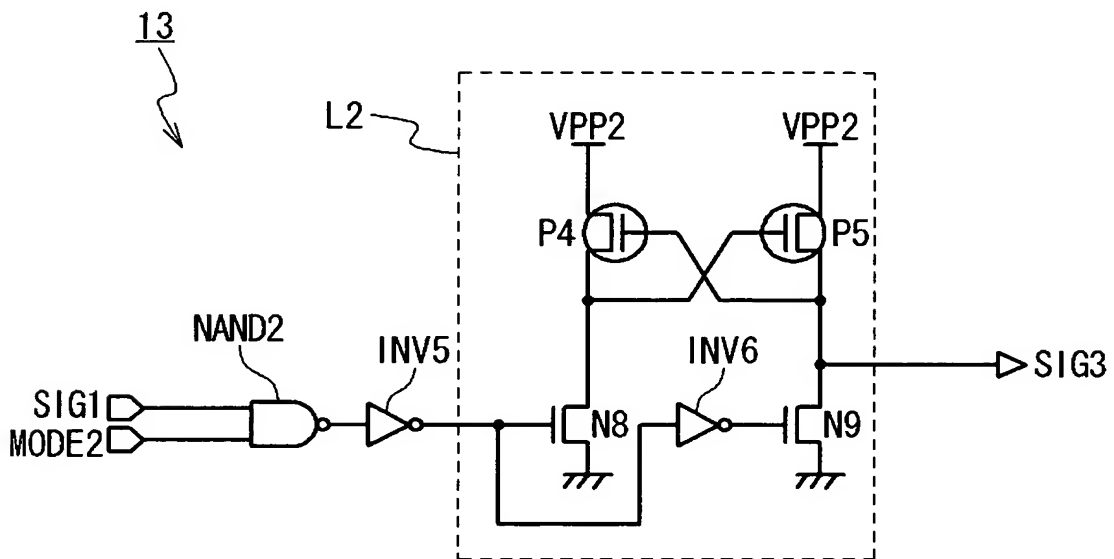 13
L2
VPP2
VPP2
P4
P5
NAND2
INV5
INV6
SIG3
SIG1
MODE2
N8
N9